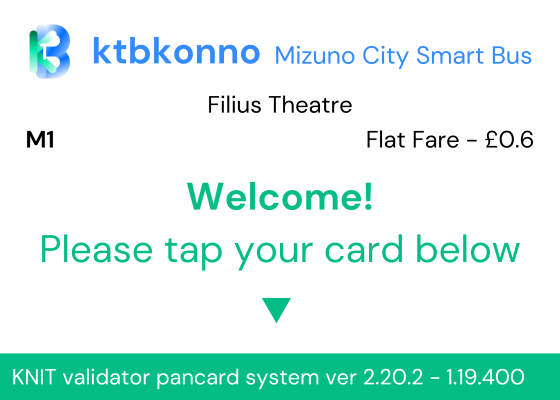 ktbkonno Mizuno City Smart Bus
Filius Theatre
M1 Flat Fare - £0.6
Welcome!
Please tap your card below
KNIT validator pancard system ver 2.20.2 - 1.19.400